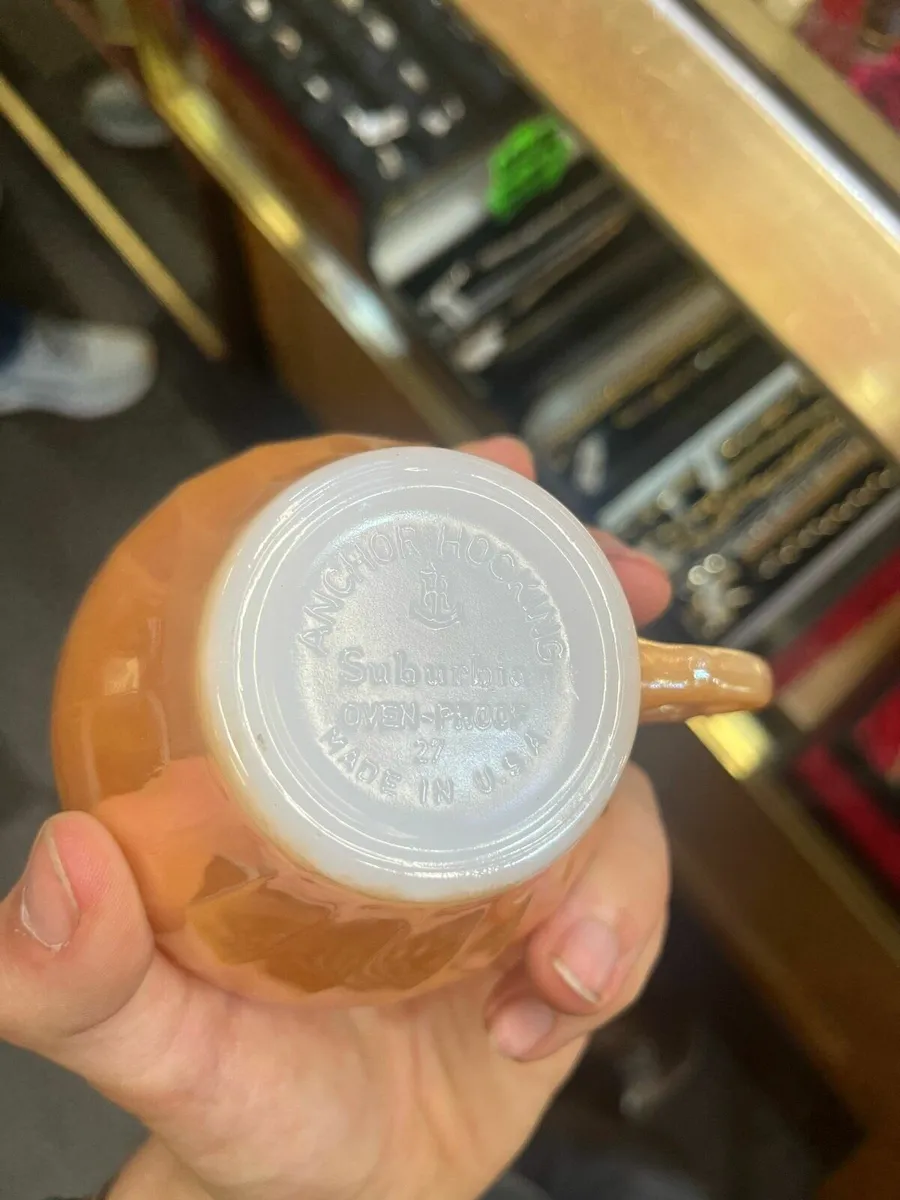 ANCHOR HOCKING
Suburbia
OVEN-PROOF
27
MADE IN U.S.A.